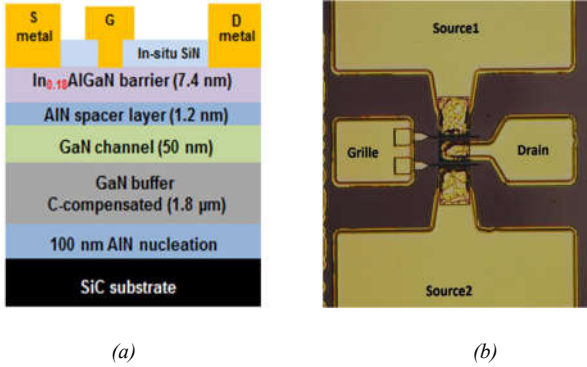 S
metal
G
D
metal
In-situ SiN
In0.18AlGaN barrier (7.4 nm)
AlN spacer layer (1.2 nm)
GaN channel (50 nm)
GaN buffer
C-compensated (1.8 µm)
100 nm AlN nucleation
SiC substrate
(a)
Source1
Grille
Drain
Source2
(b)